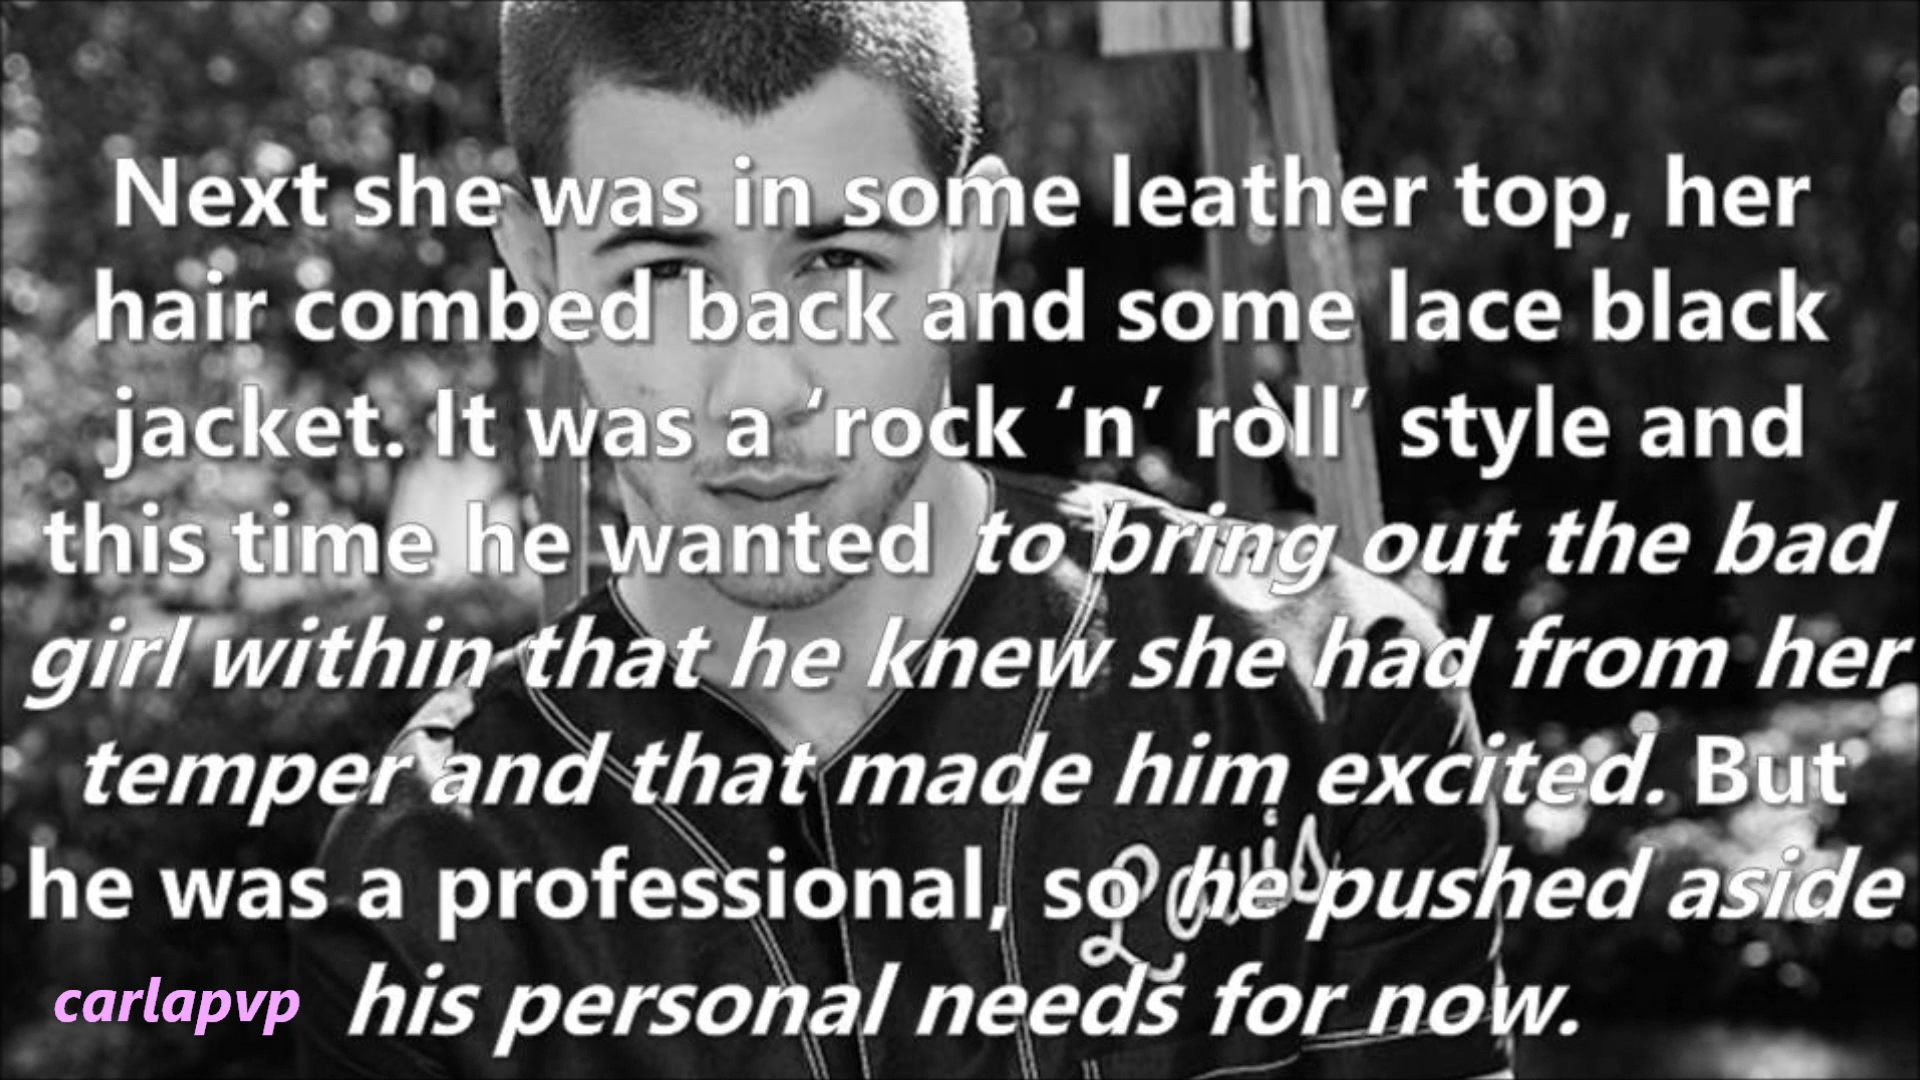 Next she was in some leather top, her
hair combed back and some lace black
jacket. It was a ‘rock ‘n’ ròll’ style and
this time he wanted to bring out the bad
girl within that he knew she had from her
temper and that made him excited. But
he was a professional, so he pushed aside
his personal needs for now.
carlapvp